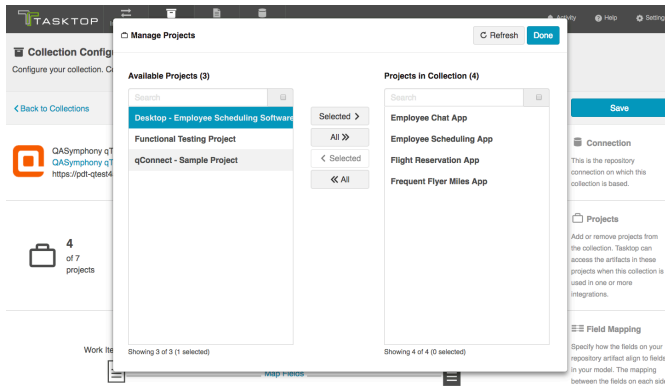 TASKTOP
Activity
Help
Settings
Manage Projects
Refresh
Done
Collection Config
Configure your collection.
Available Projects (3)
Projects in Collection (4)
Search
Search
Back to Collections
Desktop - Employee Scheduling Software
Functional Testing Project
qConnect - Sample Project
Selected
All
Selected
All
Employee Chat App
Employee Scheduling App
Flight Reservation App
Frequent Flyer Miles App
Save
QASymphony qT
QASymphony qT
https://pdt-qtest4
Connection
This is the repository
connection on which this
collection is based.
4
of 7
projects
Projects
Add or remove projects from
the collection. Tasktop can
access the artifacts in these
projects when this collection is
used in one or more
integrations.
Field Mapping
Specify how the fields on your
repository artifact align to fields
in your model. The mapping
between the fields on each side
Work Ite
Showing 3 of 3 (1 selected)
Showing 4 of 4 (0 selected)
Map Fields